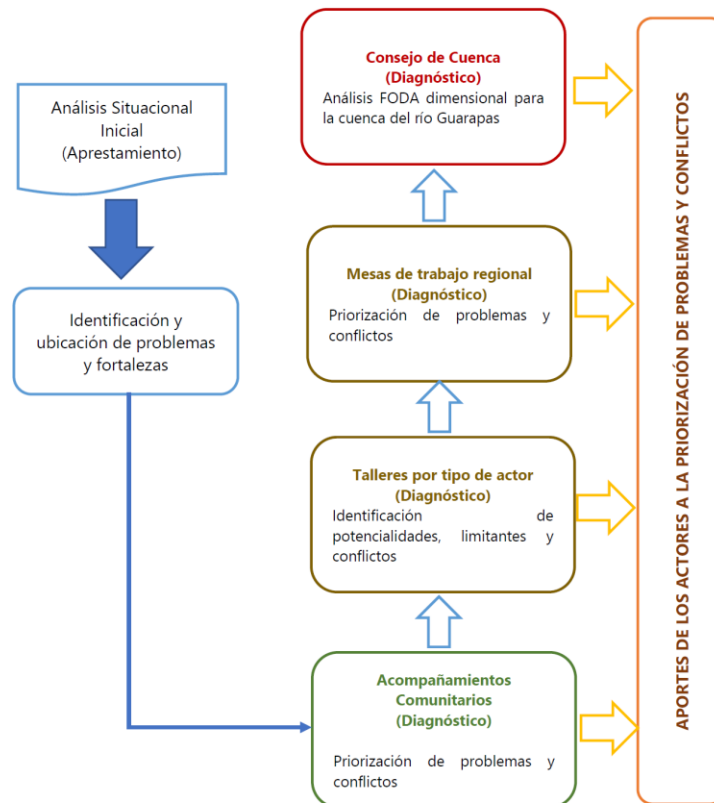 Análisis Situacional
Inicial
(Aprestamiento)
Identificación y
ubicación de problemas
y fortalezas
Consejo de Cuenca
(Diagnóstico)
Análisis FODA dimensional para
la cuenca del río Guarapas
Mesas de trabajo regional
(Diagnóstico)
Priorización de problemas y
conflictos
Talleres por tipo de actor
(Diagnóstico)
Identificación de
potencialidades, limitantes y
conflictos
Acompañamientos
Comunitarios
(Diagnóstico)
Priorización de problemas y
conflictos
APORTES DE LOS ACTORES A LA PRIORIZACIÓN DE PROBLEMAS Y CONFLICTOS